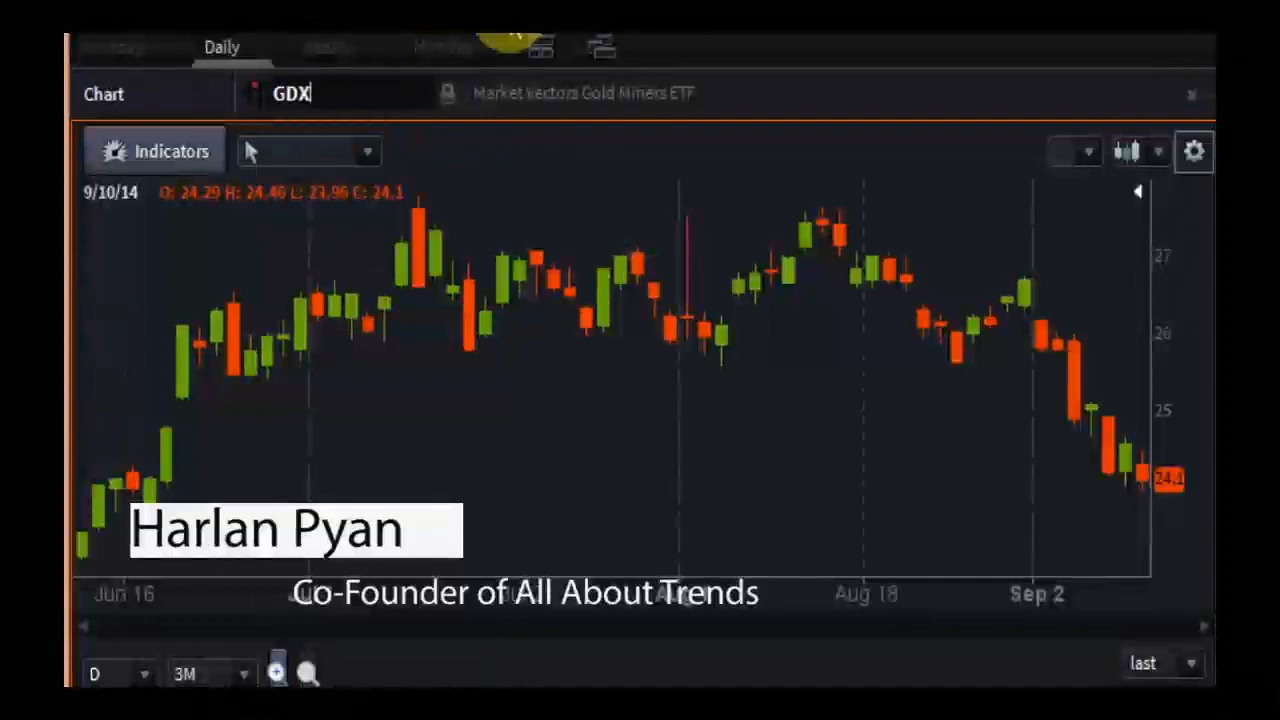 Daily
Chart GDX Market Vectors Gold Miners ETF x
Indicators
9/10/14 O: 24.29 H: 24.46 L: 23.96 C: 24.1
27
26
25
24.1
Harlan Pyan
Co-Founder of All About Trends
Jun 16 Aug 18 Sep 2
D 3M last